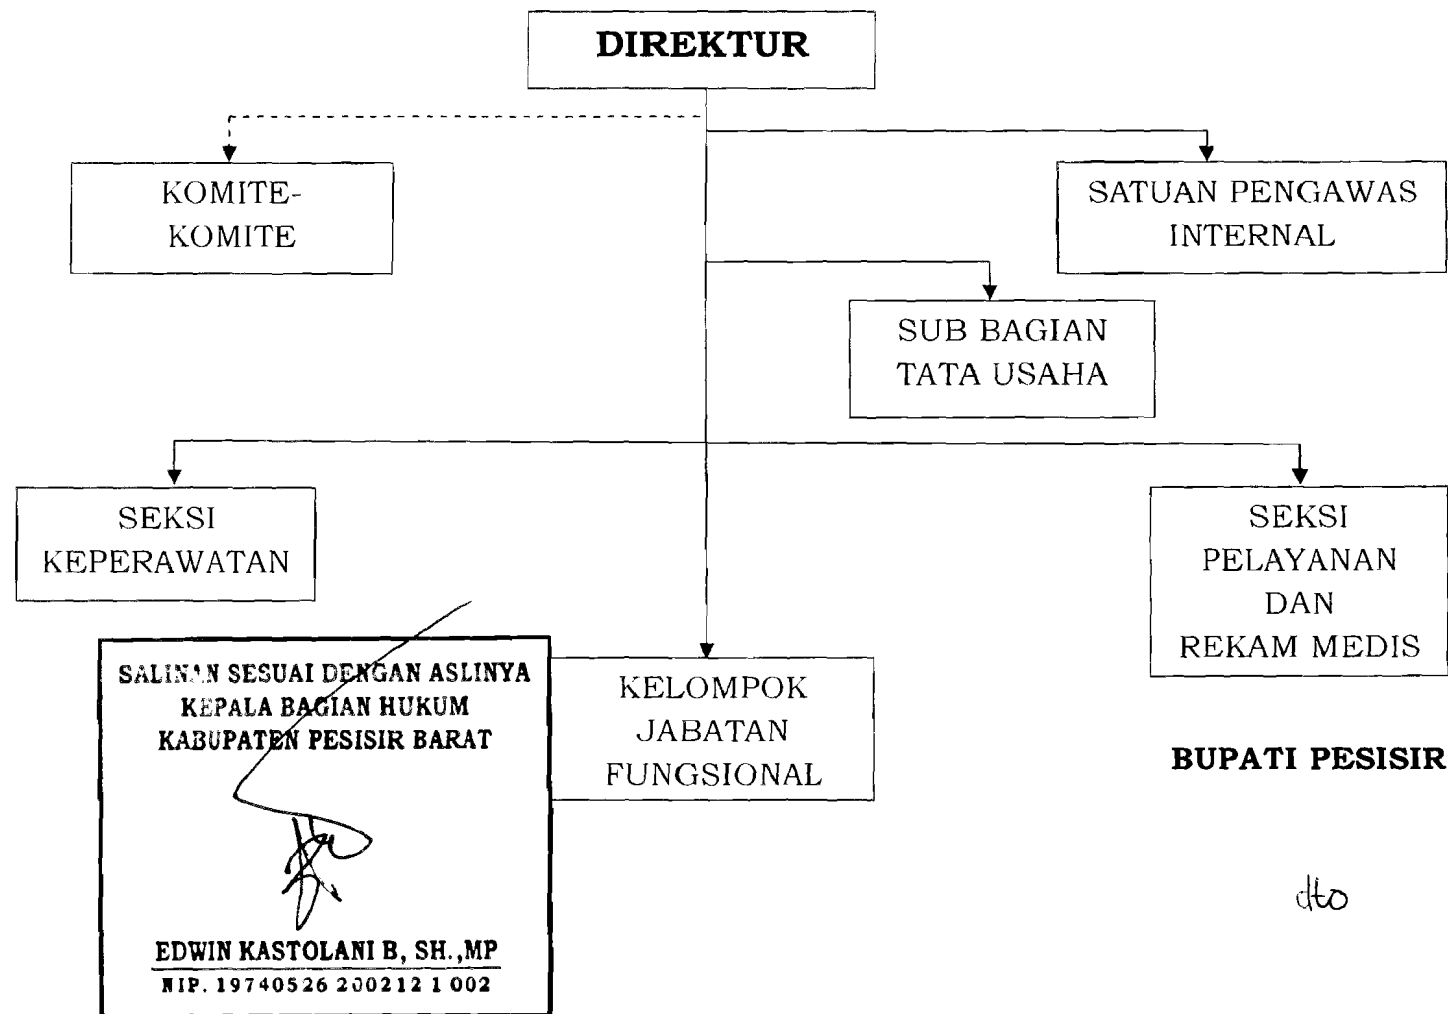 DIREKTUR
KOMITE-
KOMITE
SATUAN PENGAWAS
INTERNAL
SUB BAGIAN
TATA USAHA
SEKSI
KEPERAWATAN
SEKSI
PELAYANAN
DAN
REKAM MEDIS
KELOMPOK
JABATAN
FUNGSIONAL
SALINAN SESUAI DENGAN ASLINYA
KEPALA BAGIAN HUKUM
KABUPATEN PESISIR BARAT
EDWIN KASTOLANI B, SH.,MP
NIP. 19740526 200212 1 002
BUPATI PESISIR
dto